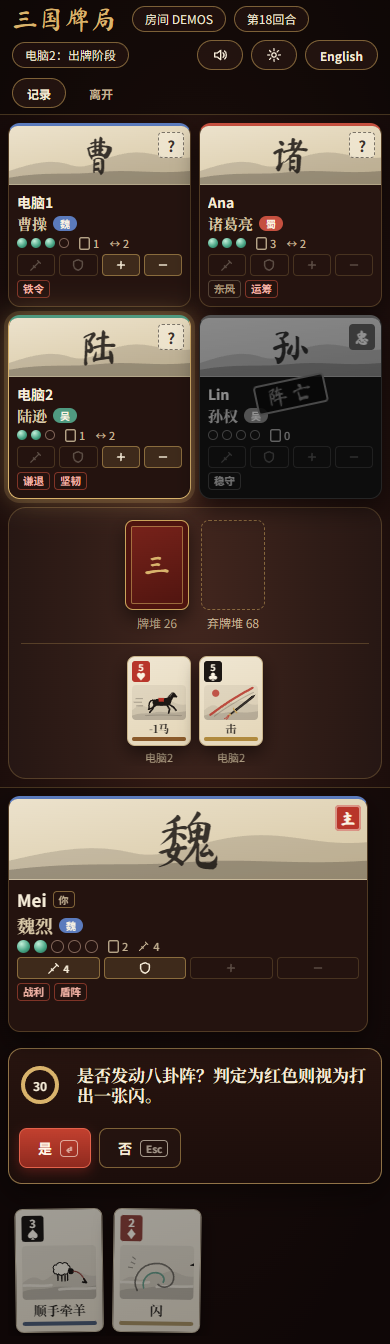 三国牌局
房间 DEMOS
第18回合
电脑2：出牌阶段
English
记录
离开
曹
?
电脑1
曹操 魏
1 ↔2
+ −
铁令
诸
?
Ana
诸葛亮 蜀
3 ↔2
+ −
东风 运筹
陆
?
电脑2
陆逊 吴
1 ↔2
+ −
谦退 坚韧
孙
忠
Lin
孙权 吴
阵亡
0
+ −
稳守
三
牌堆 26
弃牌堆 68
5
-1马
电脑2
5
击
电脑2
魏
主
Mei 你
魏烈 魏
2 4
4 + −
战利 盾阵
30
是否发动八卦阵？判定为红色则视为打
出一张闪。
是
否 Esc
3
顺手牵羊
2
闪